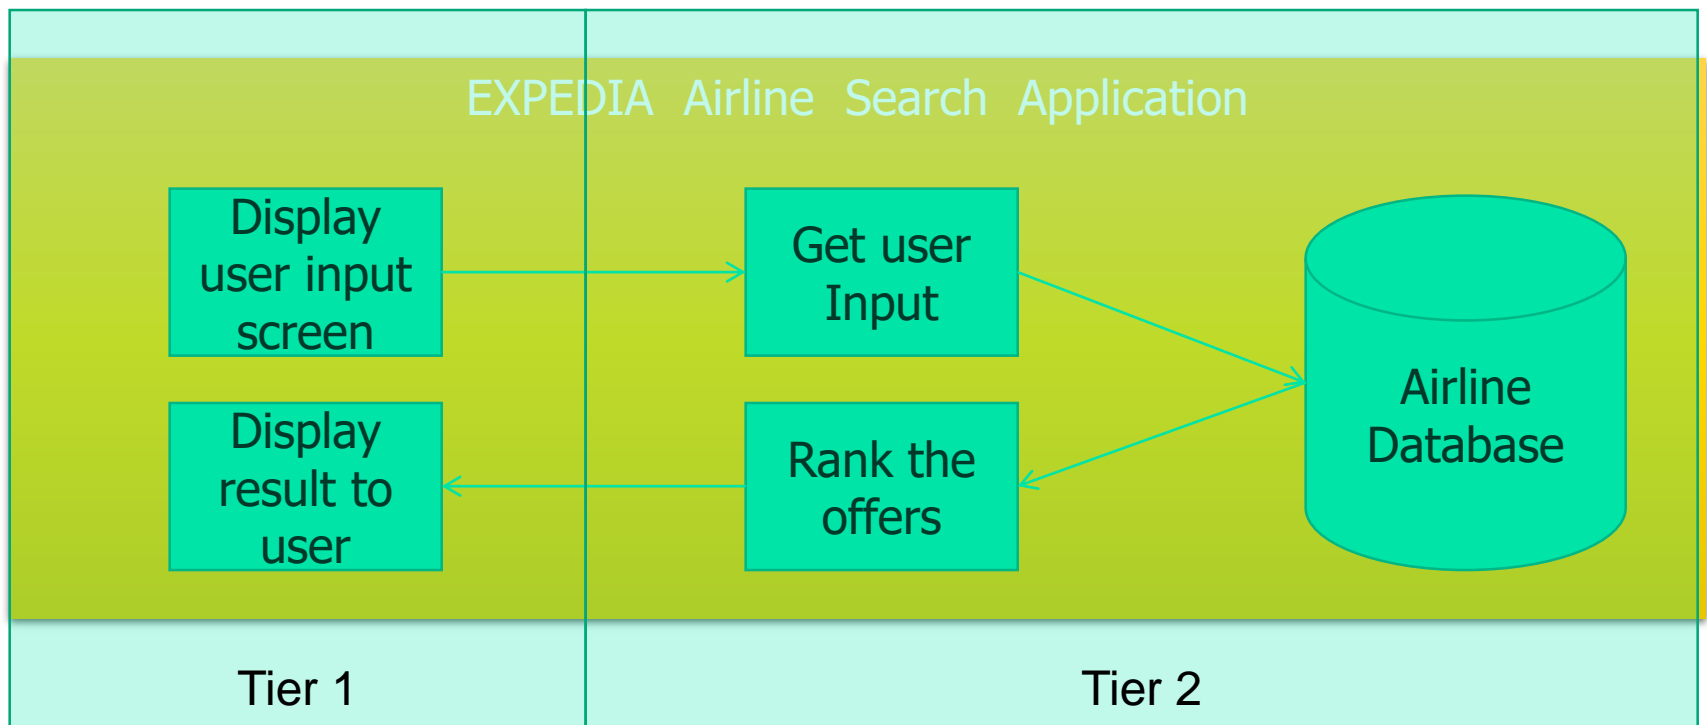 EXPEDIA Airline Search Application
Display
user input
screen
Get user
Input
Airline
Database
Display
result to
user
Rank the
offers
Tier 1
Tier 2